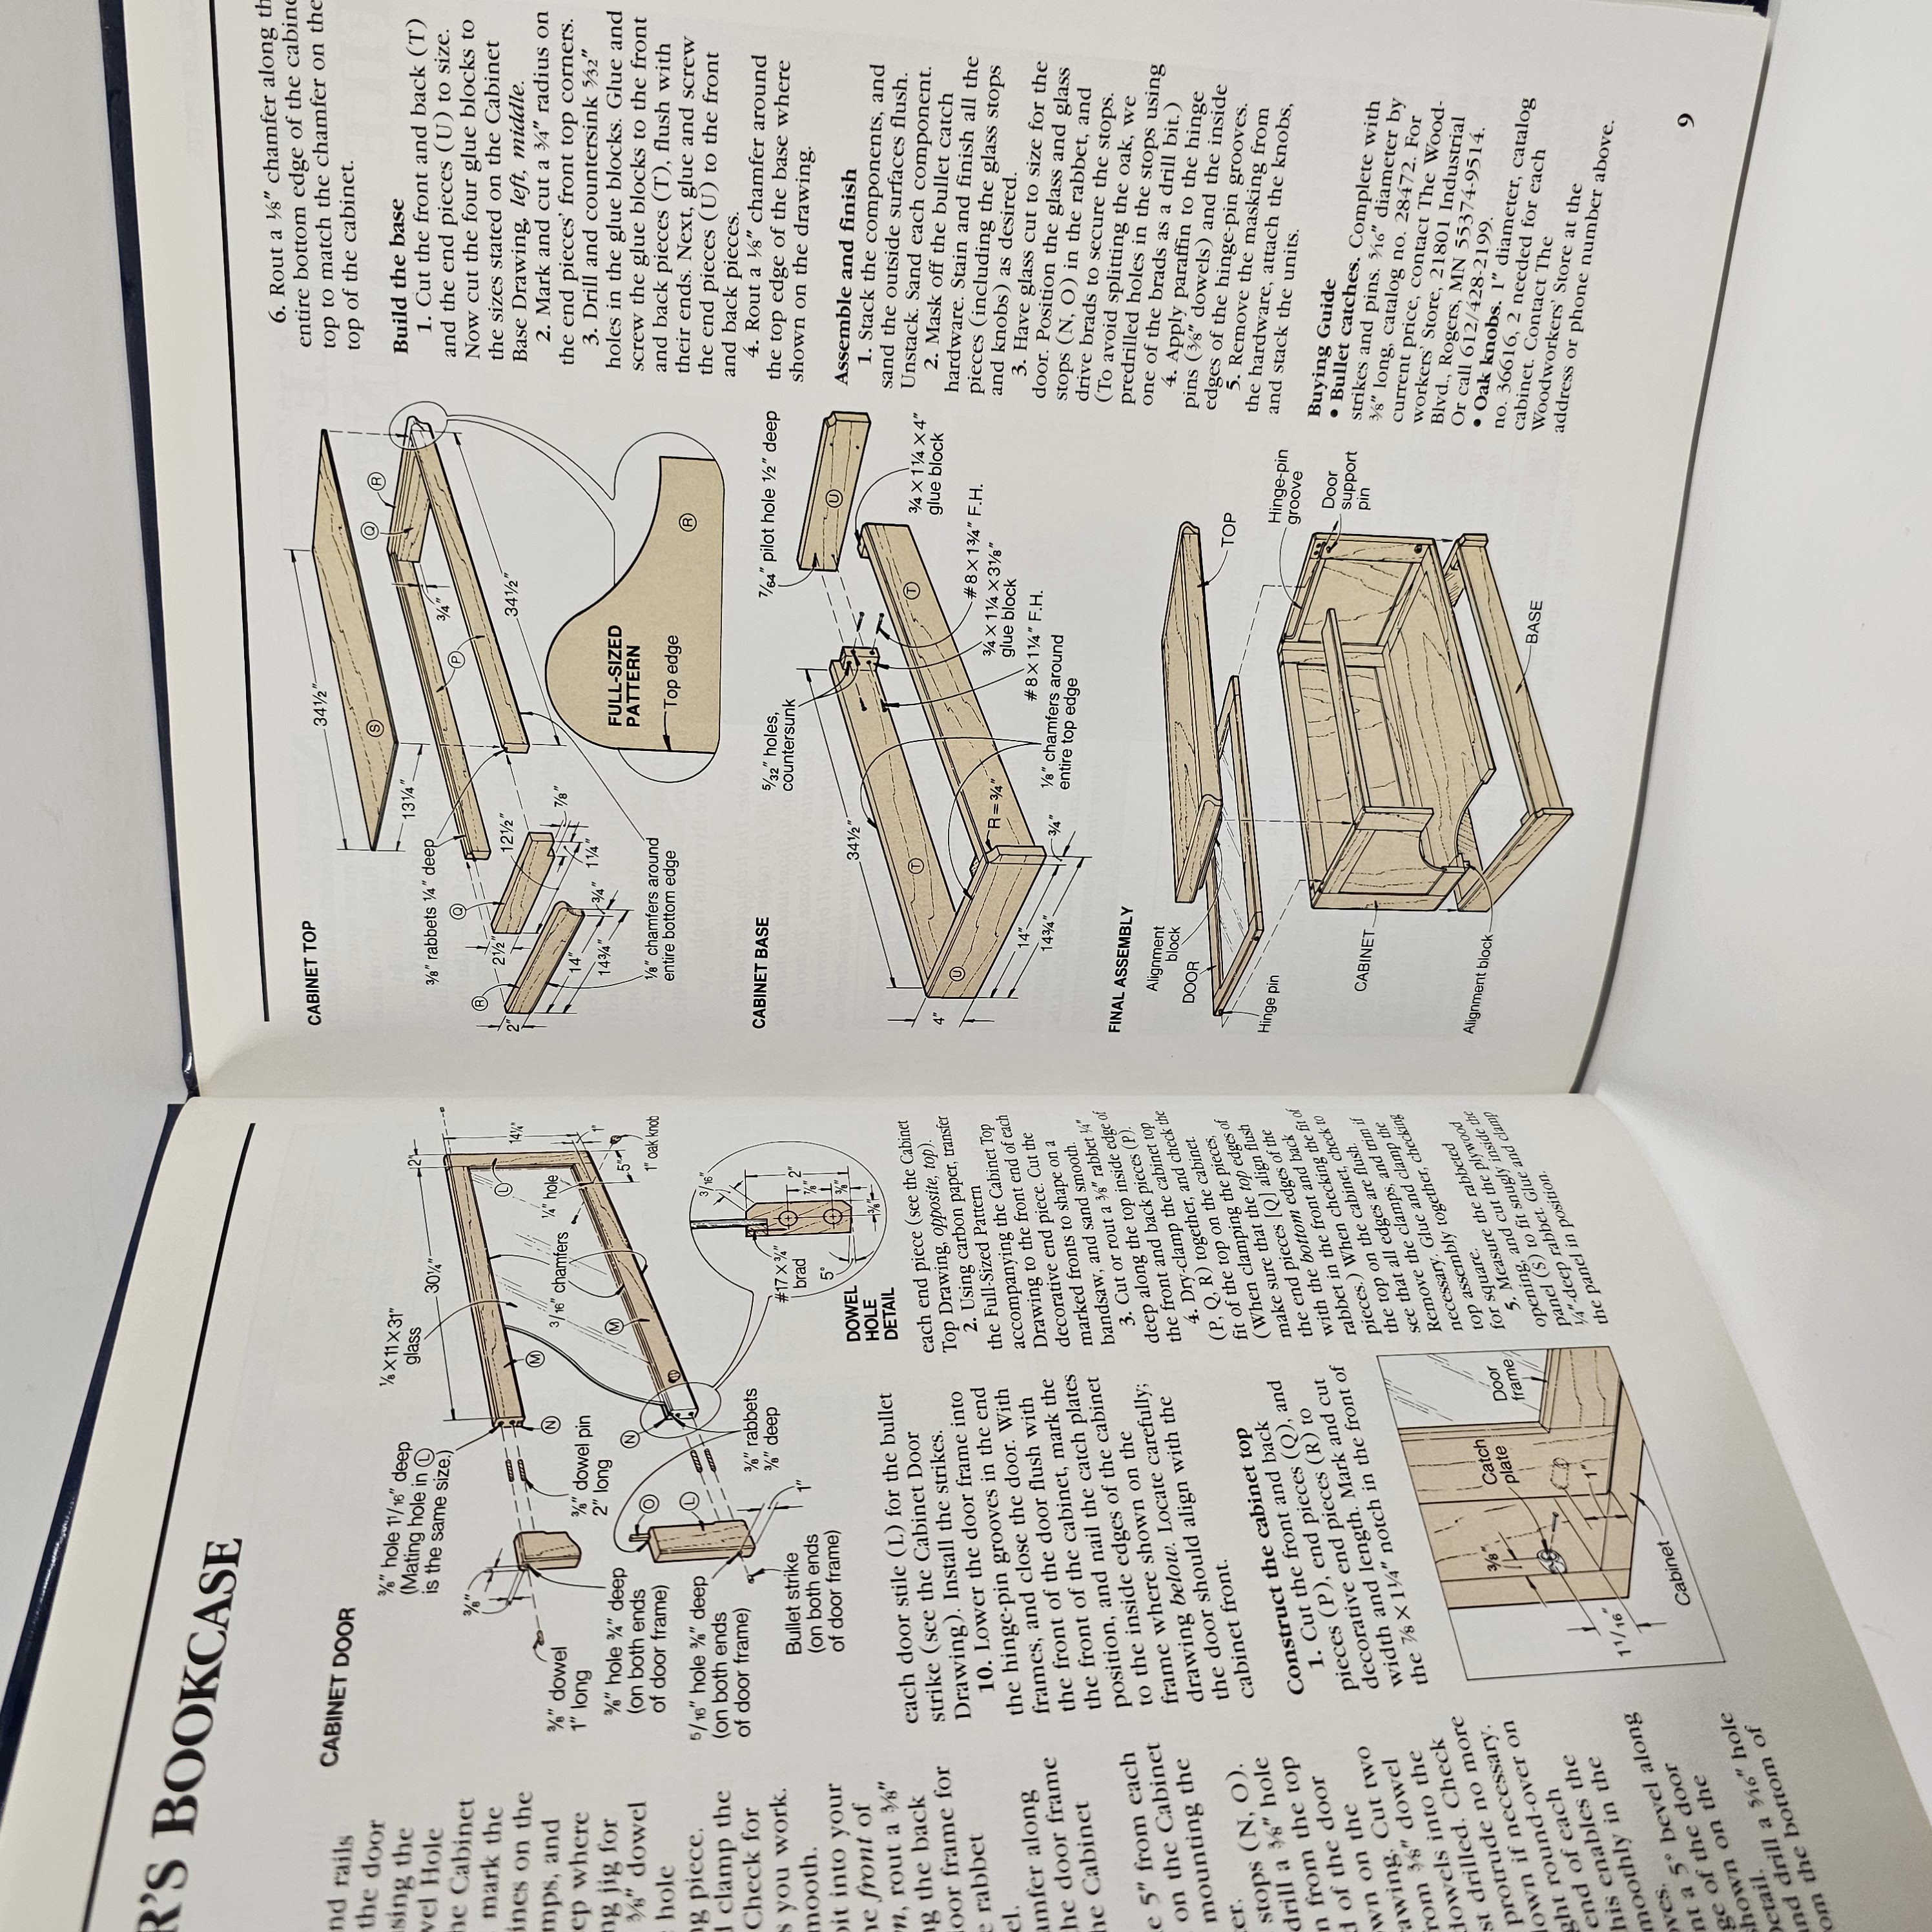 R'S BOOKCASE
nd rails
the door
sing the
vel Hole
he Cabinet
mark the
ines on the
mps, and
ep where
ng jig for
3/8" dowel
hole
ng piece.
d clamp the
Check for
s you work.
mooth.
bit into your
he front of
m, rout a 3/8"
ng the back
door frame for
e rabbet
el.
amfer along
the door frame
he Cabinet
e 5" from each
on the Cabinet
mounting the
er.
stops (N, O).
drill a 3/8" hole
n from the top
d of the door
own on the
awing. Cut two
from 3/8" dowel
dowels into the
st drilled. Check
protrude no more
down if necessary.
ght round-over on
end of each
his enables the
moothly in the
oves.
nt a 5° bevel along
ge of the door
shown on the
Detail.
and drill a 5/16" hole
om the bottom of
CABINET DOOR
3/8" hole 1 1/16" deep
(Mating hole in L
is the same size.)
1/8 × 11 × 31"
glass
30 1/4"
2"
3/8"
L
14 1/4"
M
N
3/8" dowel
1" long
3/8" dowel pin
2" long
3/16" chamfers
1/4" hole
3/8" hole 3/4" deep
(on both ends
of door frame)
M
N
1"
5"
1" oak knob
O
L
5/16" hole 3/8" deep
(on both ends
of door frame)
3/8" rabbets
3/8" deep
Bullet strike
(on both ends
of door frame)
1"
3/16"
#17 × 3/4"
brad
2"
7/8"
5°
3/8"
3/8"
DOWEL
HOLE
DETAIL
each door stile (L) for the bullet
strike (see the Cabinet Door
Drawing). Install the strikes.
10. Lower the door frame into
the hinge-pin grooves in the end
frames, and close the door. With
the front of the door flush with
the front of the cabinet, mark the
position, and nail the catch plates
to the inside edges of the cabinet
frame where shown on the
drawing below. Locate carefully;
the door should align with the
cabinet front.
Construct the cabinet top
1. Cut the front and back
pieces (P), end pieces (Q), and
decorative end pieces (R) to
width and length. Mark and cut
the 7/8 × 1 1/4" notch in the front of
3/8"
Catch
plate
Door
frame
1"
1 1/16"
Cabinet
each end piece (see the Cabinet
Top Drawing, opposite, top).
2. Using carbon paper, transfer
the Full-Sized Pattern
accompanying the Cabinet Top
Drawing to the front end of each
decorative end piece. Cut the
marked fronts to shape on a
bandsaw, and sand smooth.
3. Cut or rout a 3/8" rabbet 1/4"
deep along the top inside edge of
the front and back pieces (P).
4. Dry-clamp the cabinet top
(P, Q, R) together, and check the
fit of the top on the cabinet.
(When clamping the pieces,
make sure that the top edges of
the end pieces [Q] align flush
with the bottom edges of the
rabbet in the front and back
pieces.) When checking the fit of
the top on the cabinet, check to
see that all edges are flush.
Remove the clamps, and trim if
necessary. Glue and clamp the
top assembly together, checking
for square.
5. Measure the rabbeted
opening, and cut the plywood
panel (S) to fit snugly inside the
1/4"-deep rabbet. Glue and clamp
the panel in position.
CABINET TOP
34 1/2"
S
Q
R
13 1/4"
3/8" rabbets 1/4" deep
3/4"
P
Q
R
2 1/2"
2"
12 1/2"
34 1/2"
7/8"
14"
1 1/4"
14 3/4"
3/4"
1/8" chamfers around
entire bottom edge
FULL-SIZED
PATTERN
Top edge
R
CABINET BASE
5/32" holes,
countersunk
7/64" pilot hole 1/2" deep
U
34 1/2"
T
T
3/4 × 1 1/4 × 4"
glue block
4"
U
#8 × 1 3/4" F.H.
R = 3/4"
3/4 × 1 1/4 × 3 1/8"
glue block
14"
#8 × 1 1/4" F.H.
14 3/4"
3/4"
1/8" chamfers around
entire top edge
FINAL ASSEMBLY
Alignment
block
DOOR
TOP
Hinge pin
Hinge-pin
groove
Door
support
pin
CABINET
Alignment block
BASE
6. Rout a 1/8" chamfer along th
entire bottom edge of the cabine
top to match the chamfer on the
top of the cabinet.
Build the base
1. Cut the front and back (T)
and the end pieces (U) to size.
Now cut the four glue blocks to
the sizes stated on the Cabinet
Base Drawing, left, middle.
2. Mark and cut a 3/4" radius on
the end pieces' front top corners.
3. Drill and countersink 5/32"
holes in the glue blocks. Glue and
screw the glue blocks to the front
and back pieces (T), flush with
their ends. Next, glue and screw
the end pieces (U) to the front
and back pieces.
4. Rout a 1/8" chamfer around
the top edge of the base where
shown on the drawing.
Assemble and finish
1. Stack the components, and
sand the outside surfaces flush.
Unstack. Sand each component.
2. Mask off the bullet catch
hardware. Stain and finish all the
pieces (including the glass stops
and knobs) as desired.
3. Have glass cut to size for the
door. Position the glass and glass
stops (N, O) in the rabbet, and
drive brads to secure the stops.
(To avoid splitting the oak, we
predrilled holes in the stops using
one of the brads as a drill bit.)
4. Apply paraffin to the hinge
pins (3/8" dowels) and the inside
edges of the hinge-pin grooves.
5. Remove the masking from
the hardware, attach the knobs,
and stack the units.
Buying Guide
• Bullet catches. Complete with
strikes and pins. 5/16" diameter by
3/8" long, catalog no. 28472. For
current price, contact The Wood-
workers' Store, 21801 Industrial
Blvd., Rogers, MN 55374-9514.
Or call 612/428-2199.
• Oak knobs. 1" diameter, catalog
no. 36616, 2 needed for each
cabinet. Contact The
Woodworkers' Store at the
address or phone number above.
9